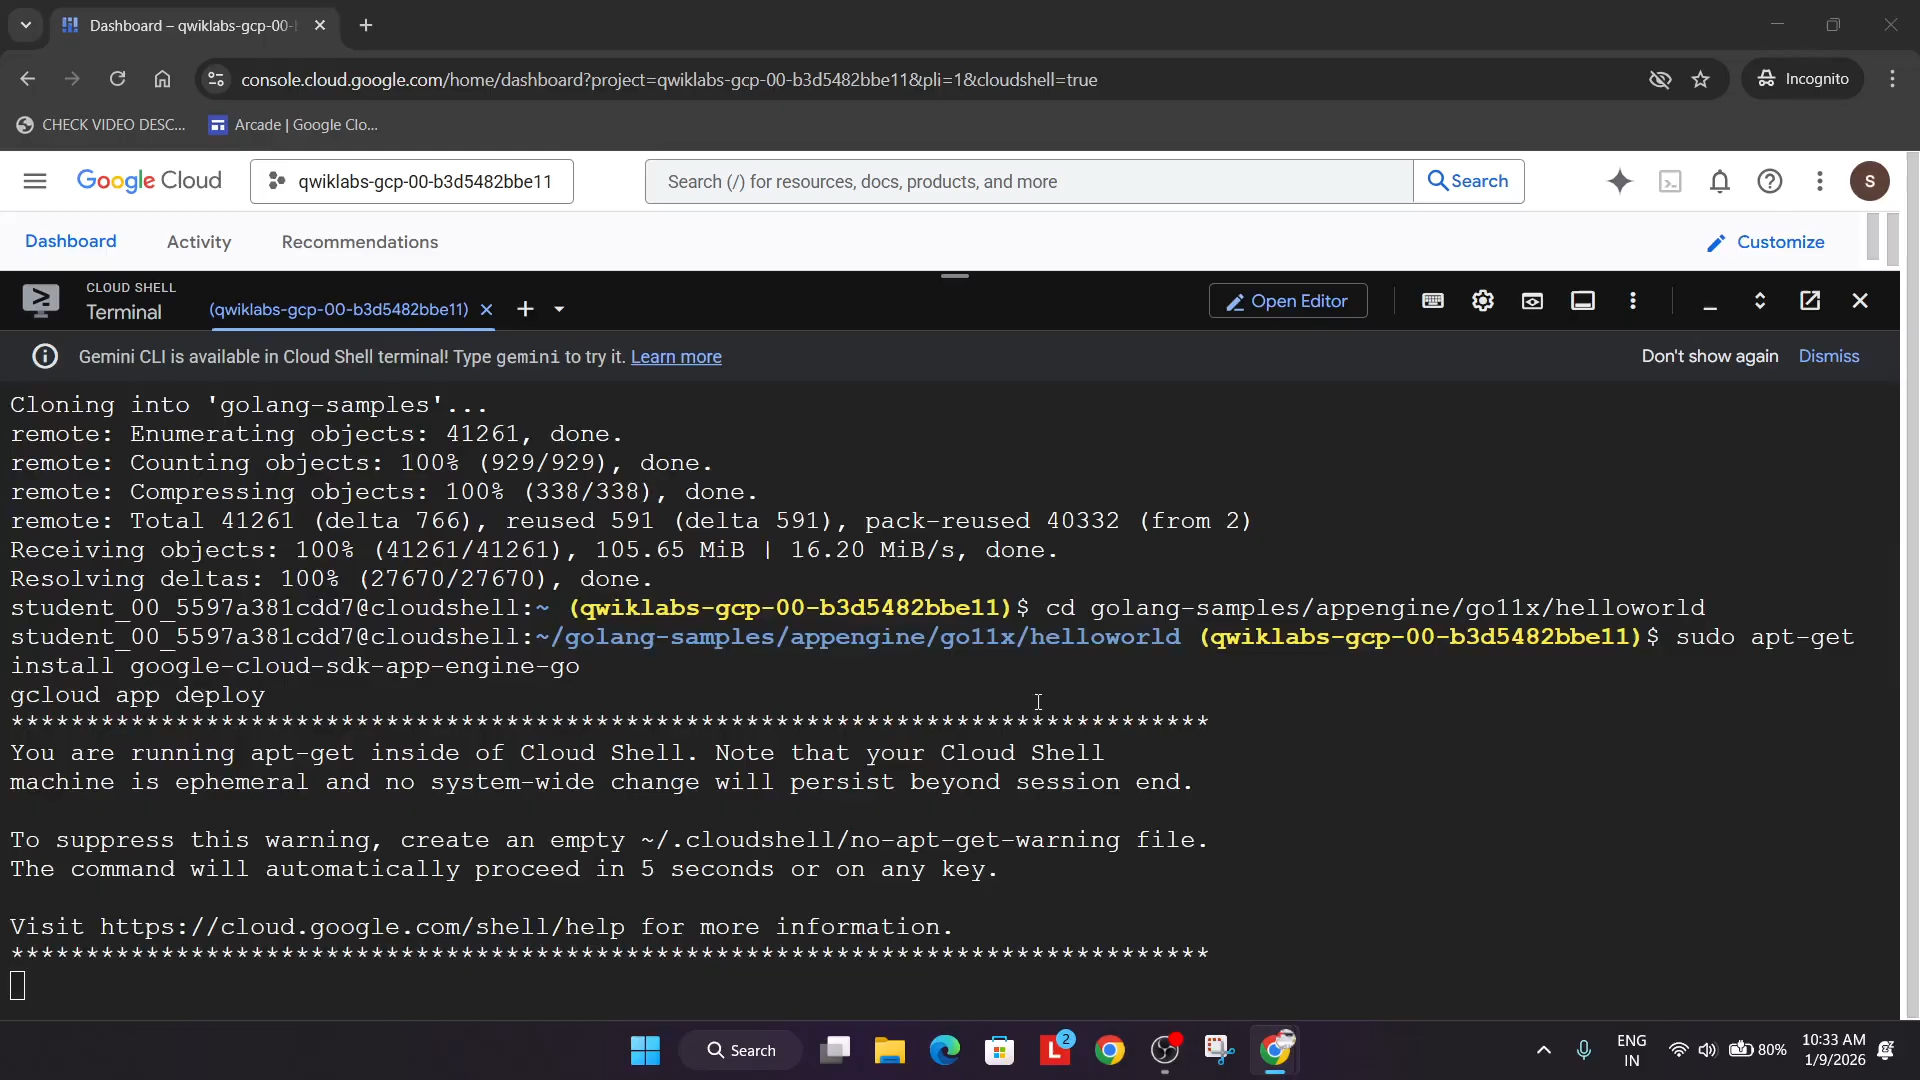 Dashboard – qwiklabs-gcp-00-
console.cloud.google.com/home/dashboard?project=qwiklabs-gcp-00-b3d5482bbe11&pli=1&cloudshell=true
Incognito
CHECK VIDEO DESC...
Arcade | Google Clo...
Google Cloud
qwiklabs-gcp-00-b3d5482bbe11
Search (/) for resources, docs, products, and more
Search
S
Dashboard
Activity
Recommendations
Customize
CLOUD SHELL
Terminal
(qwiklabs-gcp-00-b3d5482bbe11)
Open Editor
Gemini CLI is available in Cloud Shell terminal! Type gemini to try it. Learn more
Don't show again
Dismiss
Cloning into 'golang-samples'...
remote: Enumerating objects: 41261, done.
remote: Counting objects: 100% (929/929), done.
remote: Compressing objects: 100% (338/338), done.
remote: Total 41261 (delta 766), reused 591 (delta 591), pack-reused 40332 (from 2)
Receiving objects: 100% (41261/41261), 105.65 MiB | 16.20 MiB/s, done.
Resolving deltas: 100% (27670/27670), done.
student_00_5597a381cdd7@cloudshell:~ (qwiklabs-gcp-00-b3d5482bbe11)$ cd golang-samples/appengine/go11x/helloworld
student_00_5597a381cdd7@cloudshell:~/golang-samples/appengine/go11x/helloworld (qwiklabs-gcp-00-b3d5482bbe11)$ sudo apt-get
install google-cloud-sdk-app-engine-go
gcloud app deploy
********************************************************************************
You are running apt-get inside of Cloud Shell. Note that your Cloud Shell
machine is ephemeral and no system-wide change will persist beyond session end.
To suppress this warning, create an empty ~/.cloudshell/no-apt-get-warning file.
The command will automatically proceed in 5 seconds or on any key.
Visit https://cloud.google.com/shell/help for more information.
********************************************************************************
Search
L
2
ENG
IN
80%
10:33 AM
1/9/2026